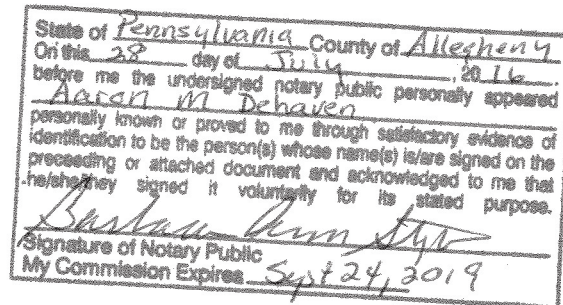 State of Pennsylvania County of Allegheny
On this 28 day of July, 2016.
before me the undersigned notary public personally appeared
Aaron M Dehaven
personally known or proved to me through satisfactory evidence of
identification to be the person(s) whose name(s) is/are signed on the
preceeding or attached document and acknowledged to me that
he/she/they signed it voluntarily for its stated purpose.
Barbara Ann
Signature of Notary Public
My Commission Expires Sept 24, 2019